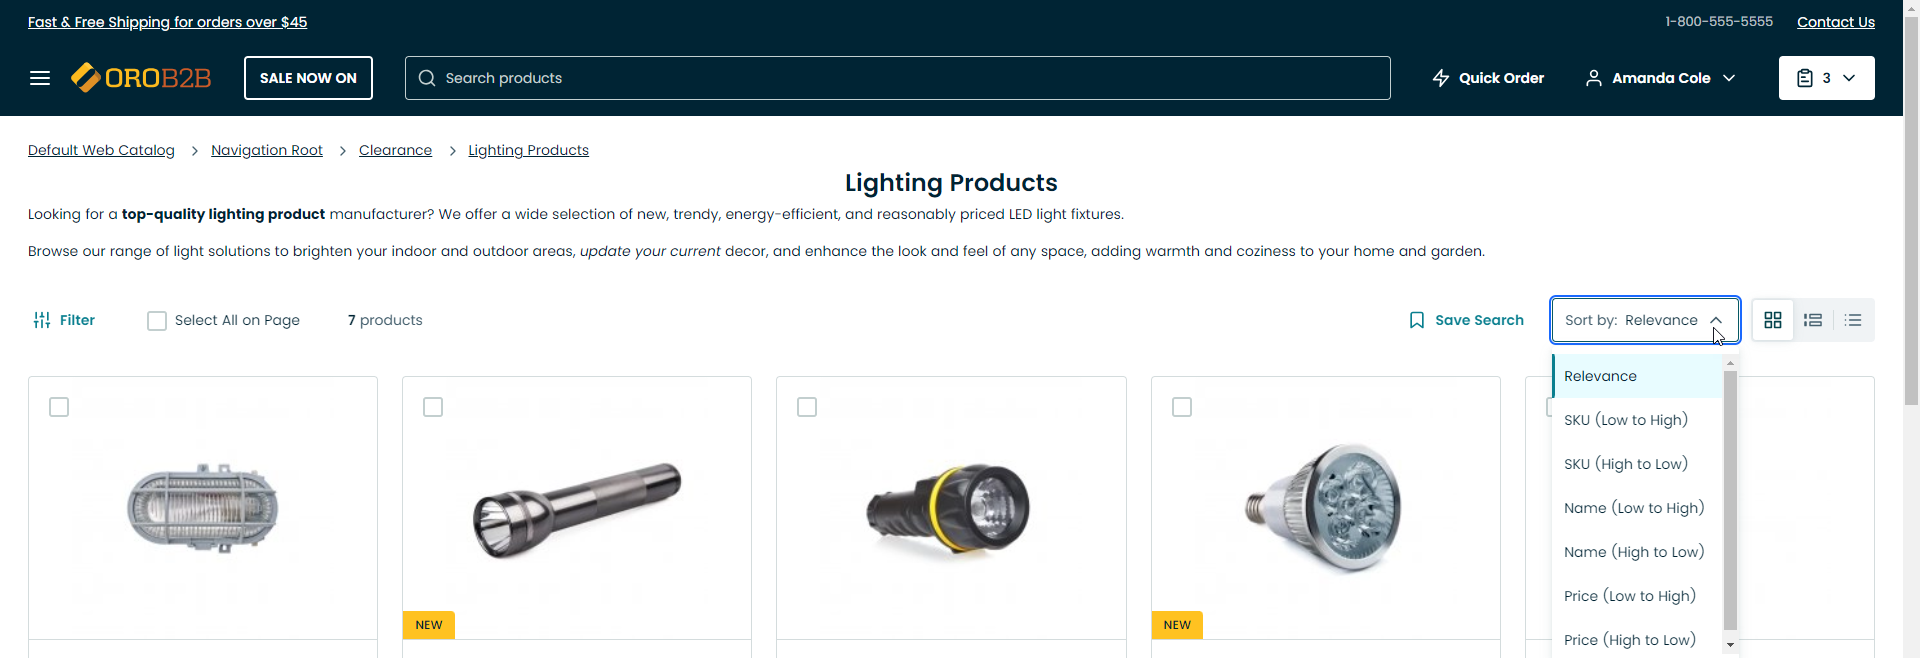 Fast & Free Shipping for orders over $45
1-800-555-5555
Contact Us
OROB2B
SALE NOW ON
Search products
Quick Order
Amanda Cole
3
Default Web Catalog > Navigation Root > Clearance > Lighting Products
Lighting Products
Looking for a top-quality lighting product manufacturer? We offer a wide selection of new, trendy, energy-efficient, and reasonably priced LED light fixtures.
Browse our range of light solutions to brighten your indoor and outdoor areas, update your current decor, and enhance the look and feel of any space, adding warmth and coziness to your home and garden.
Filter
Select All on Page
7 products
Save Search
Sort by: Relevance
Relevance
SKU (Low to High)
SKU (High to Low)
Name (Low to High)
Name (High to Low)
Price (Low to High)
Price (High to Low)
NEW
NEW